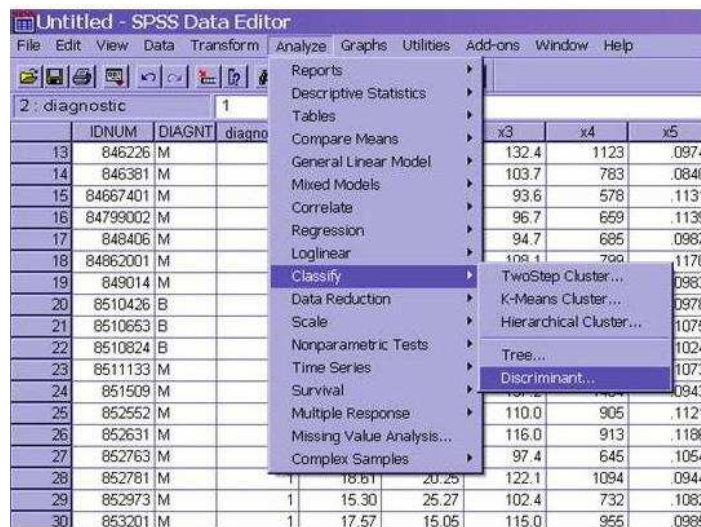 Untitled - SPSS Data Editor
File Edit View Data Transform Analyze Graphs Utilities Add-ons Window Help
2 : diagnostic 1
IDNUM DIAGNT diagno x3 x4 x5
13 846226 M 132.4 1123 .0974
14 846381 M 103.7 783
15 84667401 M 93.6 578 .1131
16 84799002 M 96.7 659 .1139
17 848406 M 94.7 685
18 84862001 M 108.1 799 .1170
19 849014 M
20 8510426 B
21 8510653 B
22 8510824 B
23 8511133 M
24 851509 M
25 852552 M 110.0 905 .1121
26 852631 M 116.0 913
27 852763 M 97.4 645 .1054
28 852781 M 1 18.61 20.25 122.1 1094
29 852973 M 1 15.30 25.27 102.4 732 .1082
30 853201 M 1 17.57 15.05 115.0 955
Reports
Descriptive Statistics
Tables
Compare Means
General Linear Model
Mixed Models
Correlate
Regression
Loglinear
Classify
Data Reduction
Scale
Nonparametric Tests
Time Series
Survival
Multiple Response
Missing Value Analysis...
Complex Samples
TwoStep Cluster...
K-Means Cluster...
Hierarchical Cluster...
Tree...
Discriminant...